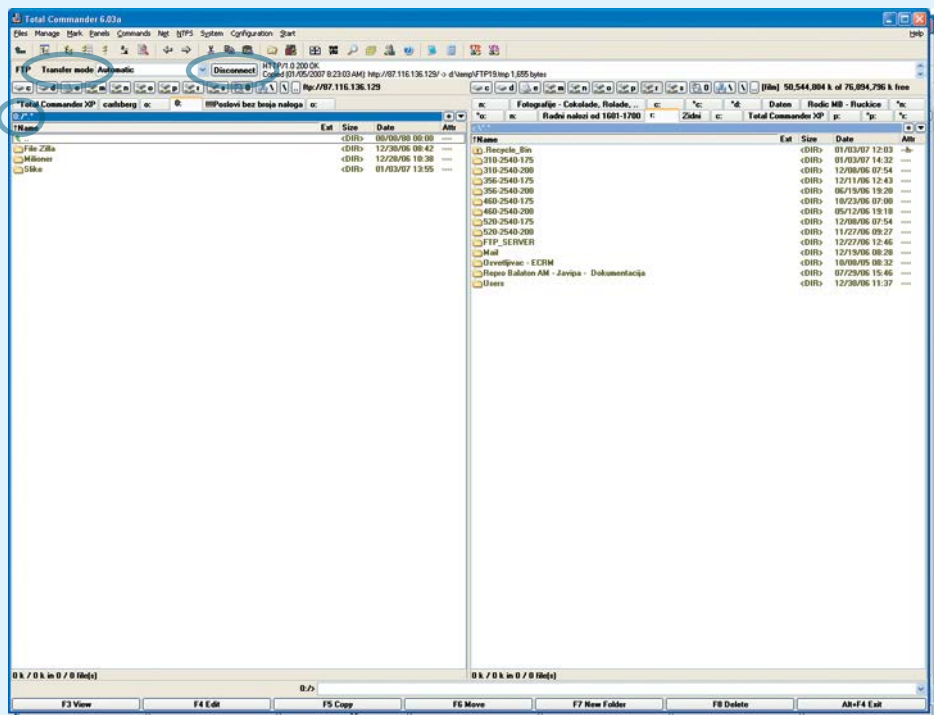 Total Commander 6.03a
Files Manage Mark Panels Commands Net NTFS System Configuration Start Help
FTP Transfer mode Automatic Disconnect HTTP/1.0 200 OK
Copied (01/05/2007 8:23:03 AM): http://87.116.136.129/ -> d:\temp\FTP19.tmp 1,655 bytes
c d e m n o p r s 0 \ \ .. ftp://87.116.136.129
c d e m n o p r s 0 \ \ .. [film] 50,544,804 k of 76,894,796 k free
*Total Commander XP carlsberg o: 0: !!!!Poslovi bez broja naloga o:
n: Fotografije - Cokolade, Rolade, ... c: *c: *d: Daten Rodic MB - Ruckice *n:
*o: n: Radni nalozi od 1601-1700 r: Zidni c: Total Commander XP p: *p: *c:
0:/*.*
↑Name Ext Size Date Attr
.. <DIR> 00/00/80 00:00 ----
File Zilla <DIR> 12/30/06 08:42 ----
Milioner <DIR> 12/28/06 10:38 ----
Slike <DIR> 01/03/07 13:55 ----
↑Name Ext Size Date Attr
.Recycle_Bin <DIR> 01/03/07 12:03 --h-
310-2540-175 <DIR> 01/03/07 14:32 ----
310-2540-200 <DIR> 12/08/06 07:54 ----
356-2540-175 <DIR> 12/11/06 12:43 ----
356-2540-200 <DIR> 06/19/06 19:20 ----
460-2540-175 <DIR> 10/23/06 07:00 ----
460-2540-200 <DIR> 05/12/06 19:10 ----
520-2540-175 <DIR> 12/08/06 07:54 ----
520-2540-200 <DIR> 11/27/06 09:27 ----
FTP_SERVER <DIR> 12/27/06 12:46 ----
Mail <DIR> 12/19/06 08:28 ----
Osvetljivac - ECRM <DIR> 10/08/05 08:32 ----
Repro Balaton AM - Javipa - Dokumentacija <DIR> 07/29/06 15:46 ----
Users <DIR> 12/30/06 11:37 ----
0 k / 0 k in 0 / 0 file(s)
0 k / 0 k in 0 / 0 file(s)
0:/>
F3 View F4 Edit F5 Copy F6 Move F7 New Folder F8 Delete Alt+F4 Exit